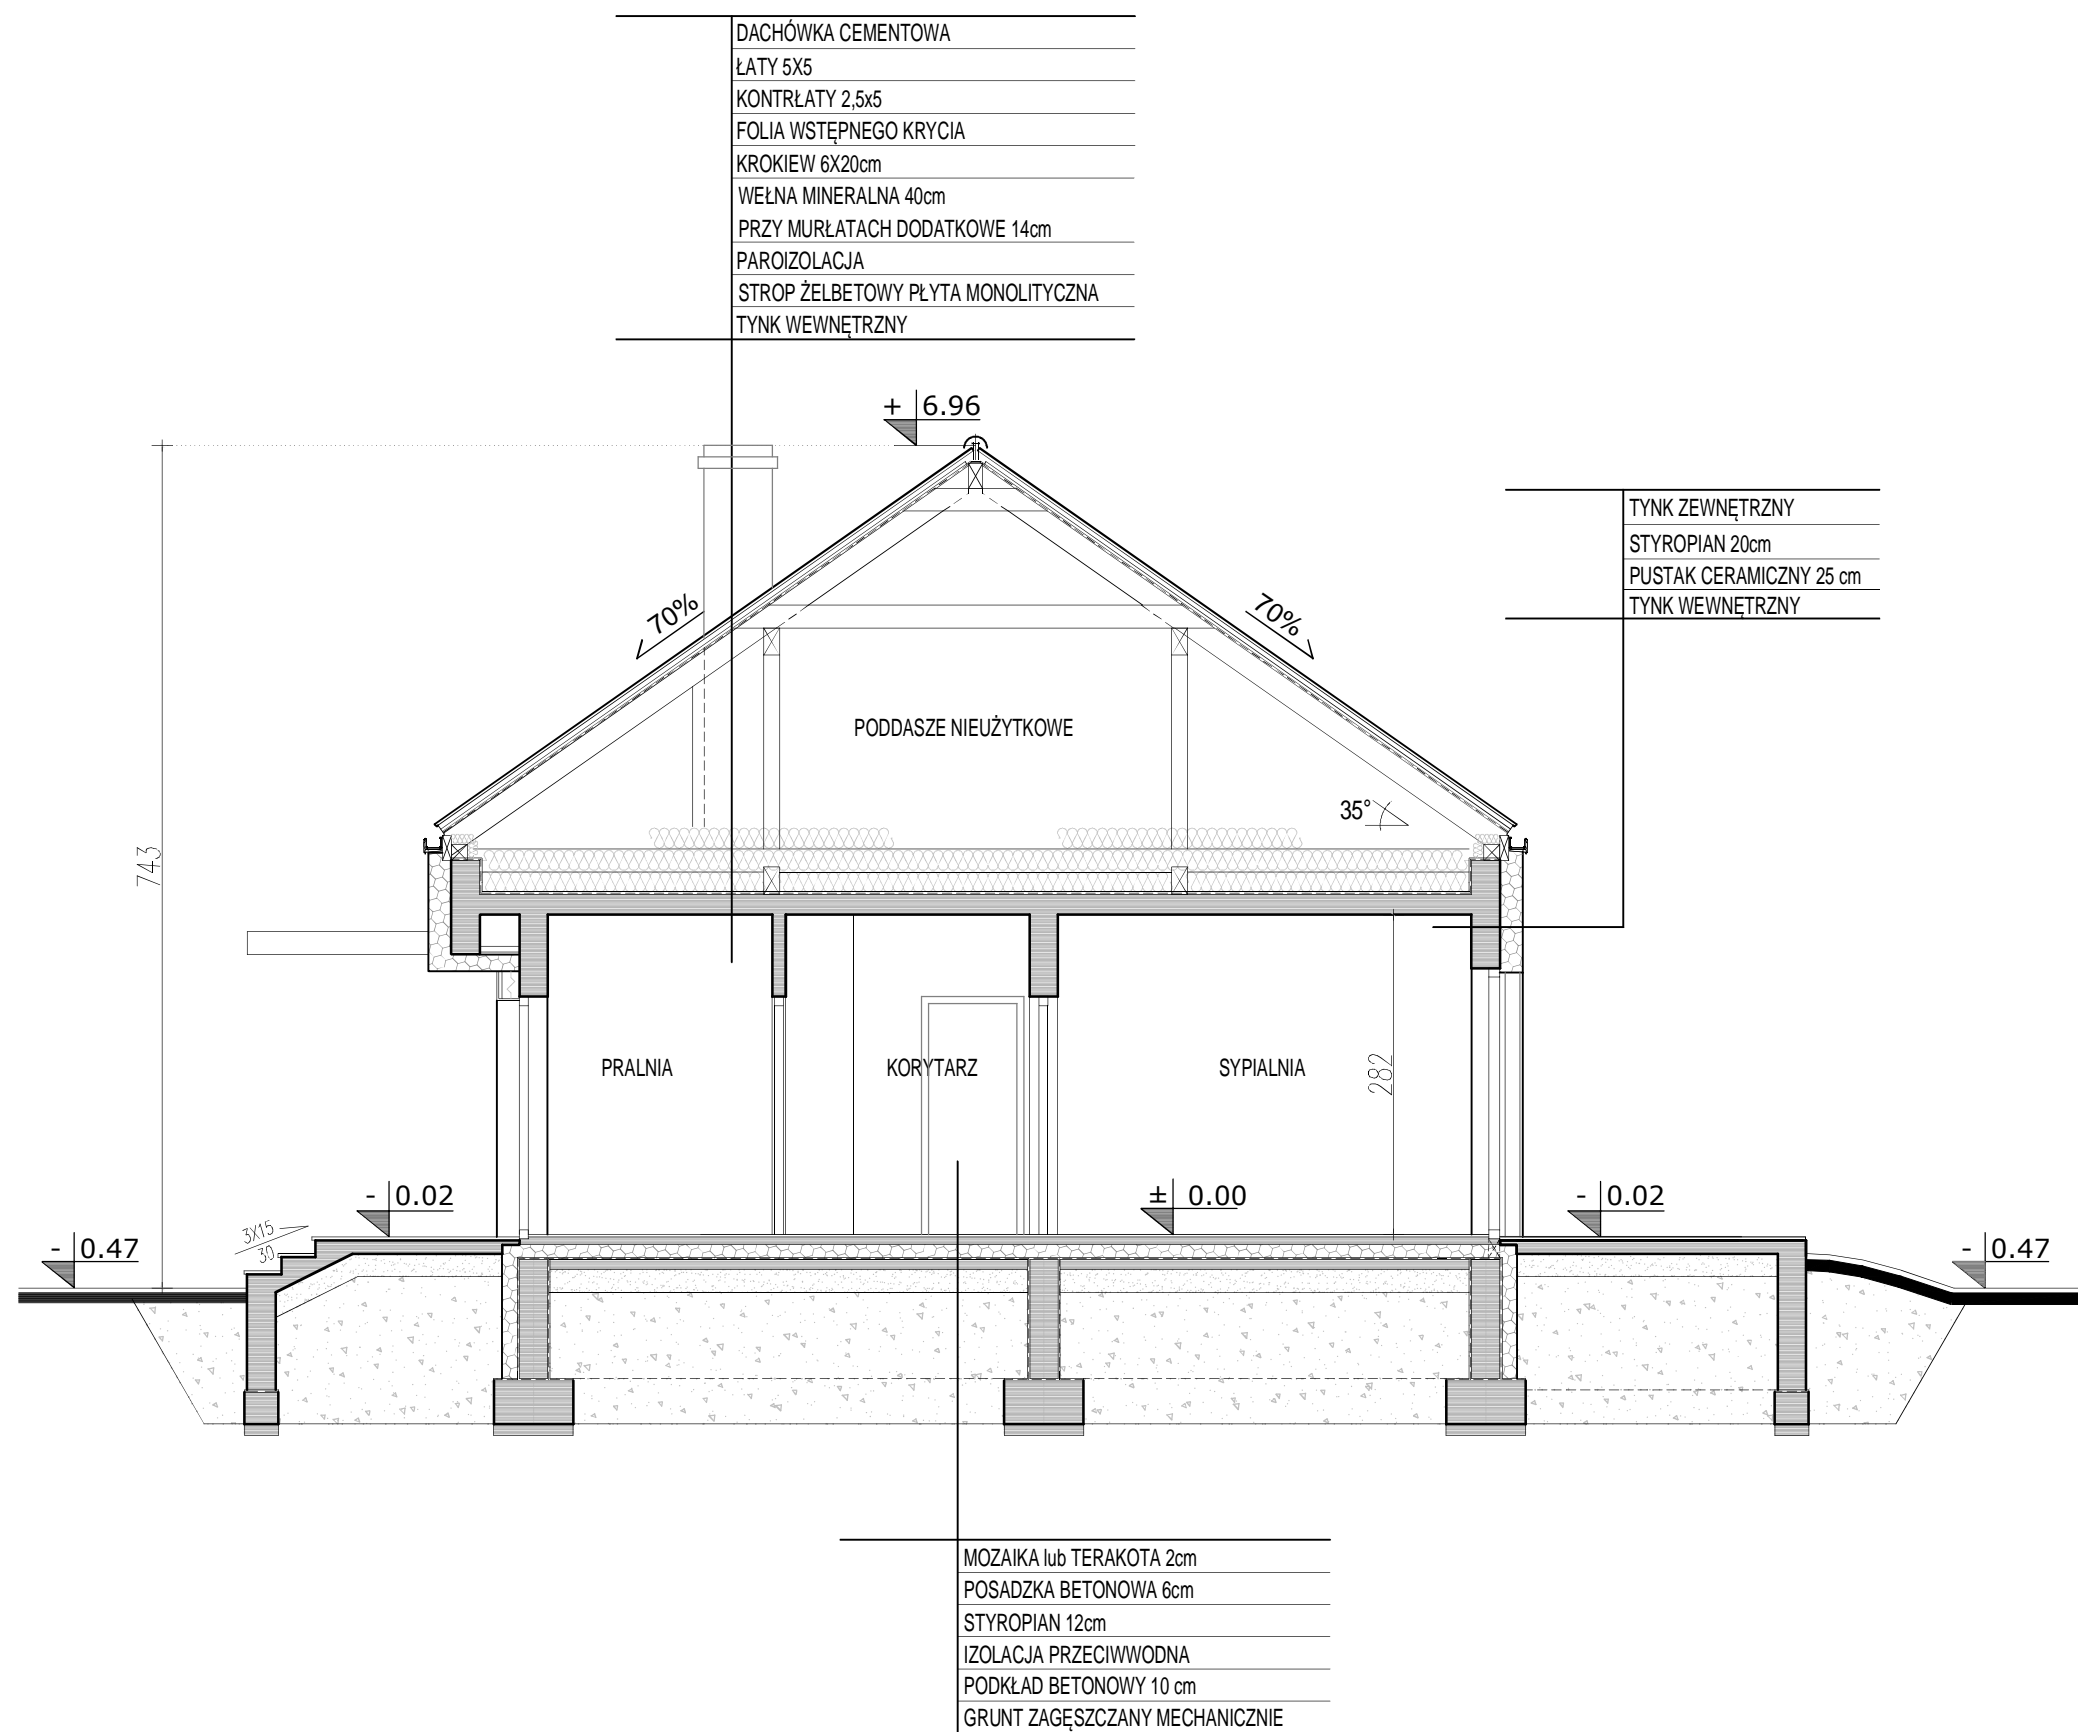 DACHÓWKA CEMENTOWA
ŁATY 5X5
KONTRŁATY 2,5x5
FOLIA WSTĘPNEGO KRYCIA
KROKIEW 6X20cm
WEŁNA MINERALNA 40cm
PRZY MURŁATACH DODATKOWE 14cm
PAROIZOLACJA
STROP ŻELBETOWY PŁYTA MONOLITYCZNA
TYNK WEWNĘTRZNY
+ 6.96
TYNK ZEWNĘTRZNY
STYROPIAN 20cm
PUSTAK CERAMICZNY 25 cm
TYNK WEWNĘTRZNY
70%
70%
PODDASZE NIEUŻYTKOWE
35°
743
PRALNIA
KORYTARZ
SYPIALNIA
282
- 0.02
± 0.00
- 0.02
3X15
30
- 0.47
- 0.47
MOZAIKA lub TERAKOTA 2cm
POSADZKA BETONOWA 6cm
STYROPIAN 12cm
IZOLACJA PRZECIWWODNA
PODKŁAD BETONOWY 10 cm
GRUNT ZAGĘSZCZANY MECHANICZNIE